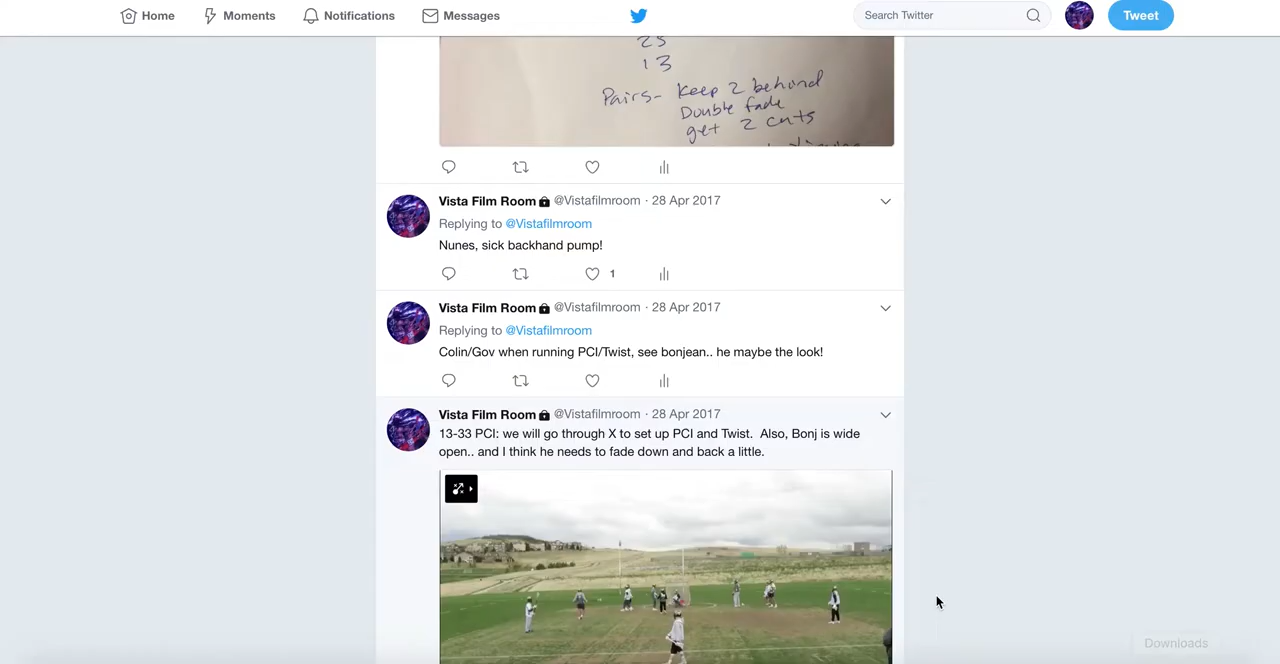 Home Moments Notifications Messages Search Twitter Tweet
25
13
Pairs- Keep 2 behind
Double fade
get 2 cuts
Vista Film Room @Vistafilmroom · 28 Apr 2017
Replying to @Vistafilmroom
Nunes, sick backhand pump!
1
Vista Film Room @Vistafilmroom · 28 Apr 2017
Replying to @Vistafilmroom
Colin/Gov when running PCI/Twist, see bonjean.. he maybe the look!
Vista Film Room @Vistafilmroom · 28 Apr 2017
13-33 PCI: we will go through X to set up PCI and Twist.  Also, Bonj is wide
open.. and I think he needs to fade down and back a little.
Downloads